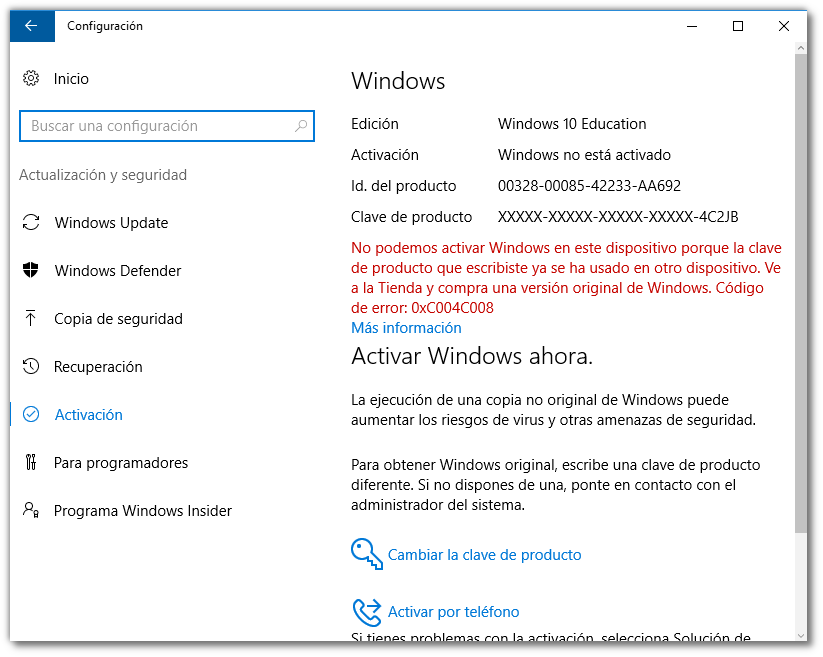 Configuración
Inicio
Buscar una configuración
Actualización y seguridad
Windows Update
Windows Defender
Copia de seguridad
Recuperación
Activación
Para programadores
Programa Windows Insider
Windows
Edición Windows 10 Education
Activación Windows no está activado
Id. del producto 00328-00085-42233-AA692
Clave de producto XXXXX-XXXXX-XXXXX-XXXXX-4C2JB
No podemos activar Windows en este dispositivo porque la clave
de producto que escribiste ya se ha usado en otro dispositivo. Ve
a la Tienda y compra una versión original de Windows. Código
de error: 0xC004C008
Más información
Activar Windows ahora.
La ejecución de una copia no original de Windows puede
aumentar los riesgos de virus y otras amenazas de seguridad.
Para obtener Windows original, escribe una clave de producto
diferente. Si no dispones de una, ponte en contacto con el
administrador del sistema.
Cambiar la clave de producto
Activar por teléfono
Si tienes problemas con la activación, selecciona Solución de